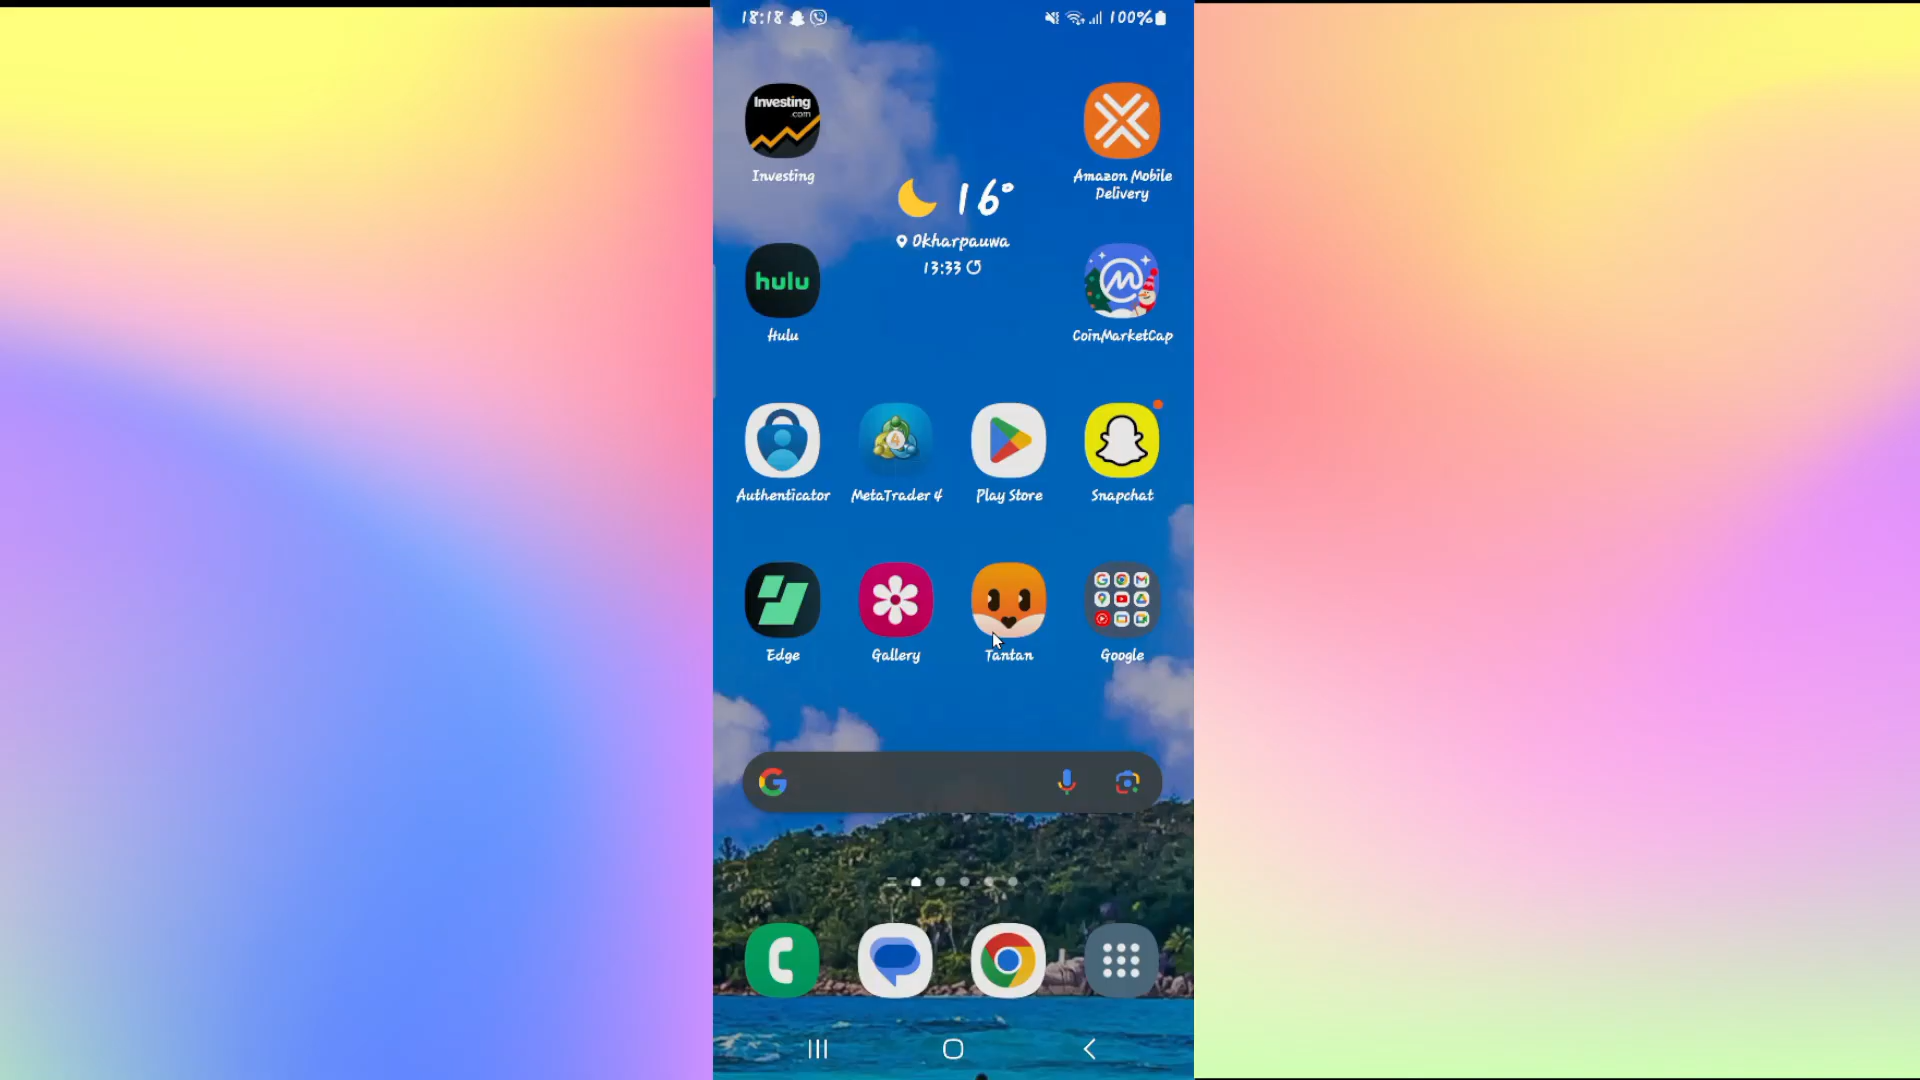 18:18
100%
Investing
.com
Investing
Amazon Mobile
Delivery
16°
Okharpauwa
13:33
hulu
Hulu
CoinMarketCap
4
Authenticator
MetaTrader 4
Play Store
Snapchat
Edge
Gallery
Tantan
Google